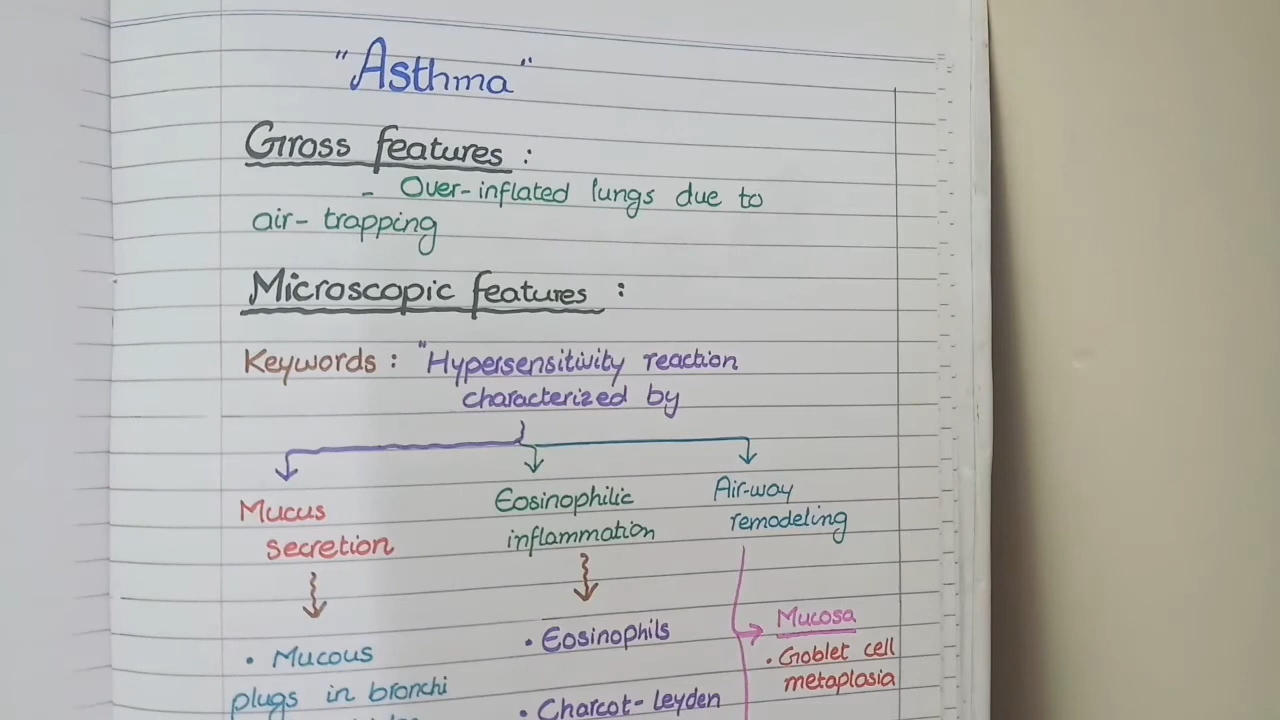 "Asthma"
Gross features :
- Over-inflated lungs due to
air-trapping
Microscopic features :
Keywords : "Hypersensitivity reaction
characterized by
Mucus
secretion
Eosinophilic
inflammation
Air-way
remodeling
• Mucous
plugs in bronchi
• Eosinophils
• Charcot-Leyden
Mucosa
• Goblet cell
metaplasia